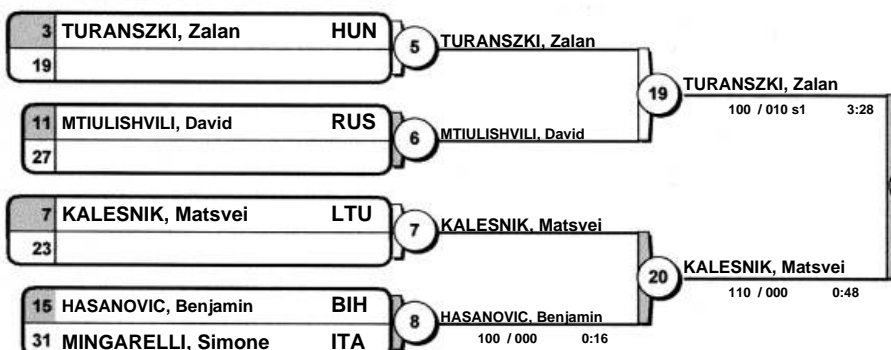 3 TURANSZKI, Zalan HUN
19
5
TURANSZKI, Zalan
11 MTIULISHVILI, David RUS
27
6
MTIULISHVILI, David
19
TURANSZKI, Zalan
100 / 010 s1 3:28
7 KALESNIK, Matsvei LTU
23
7
KALESNIK, Matsvei
15 HASANOVIC, Benjamin BIH
31 MINGARELLI, Simone ITA
8
HASANOVIC, Benjamin
100 / 000 0:16
20
KALESNIK, Matsvei
110 / 000 0:48